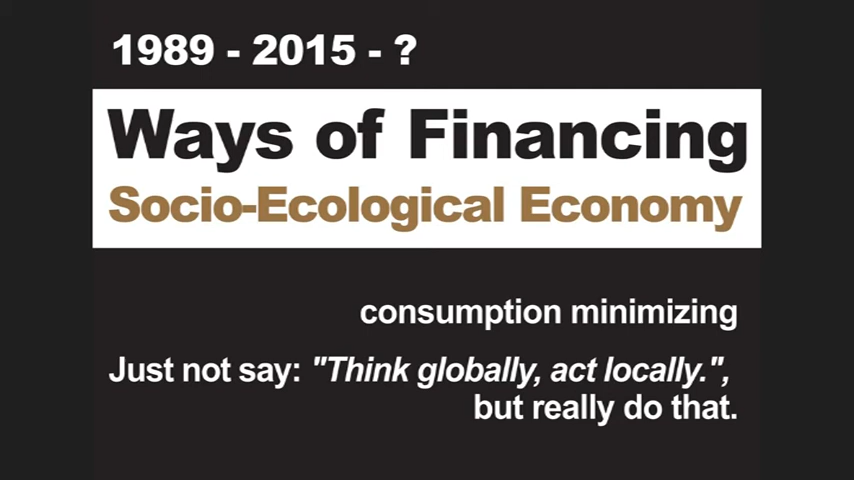 1989 - 2015 - ?
Ways of Financing
Socio-Ecological Economy
consumption minimizing
Just not say: "Think globally, act locally.",
but really do that.